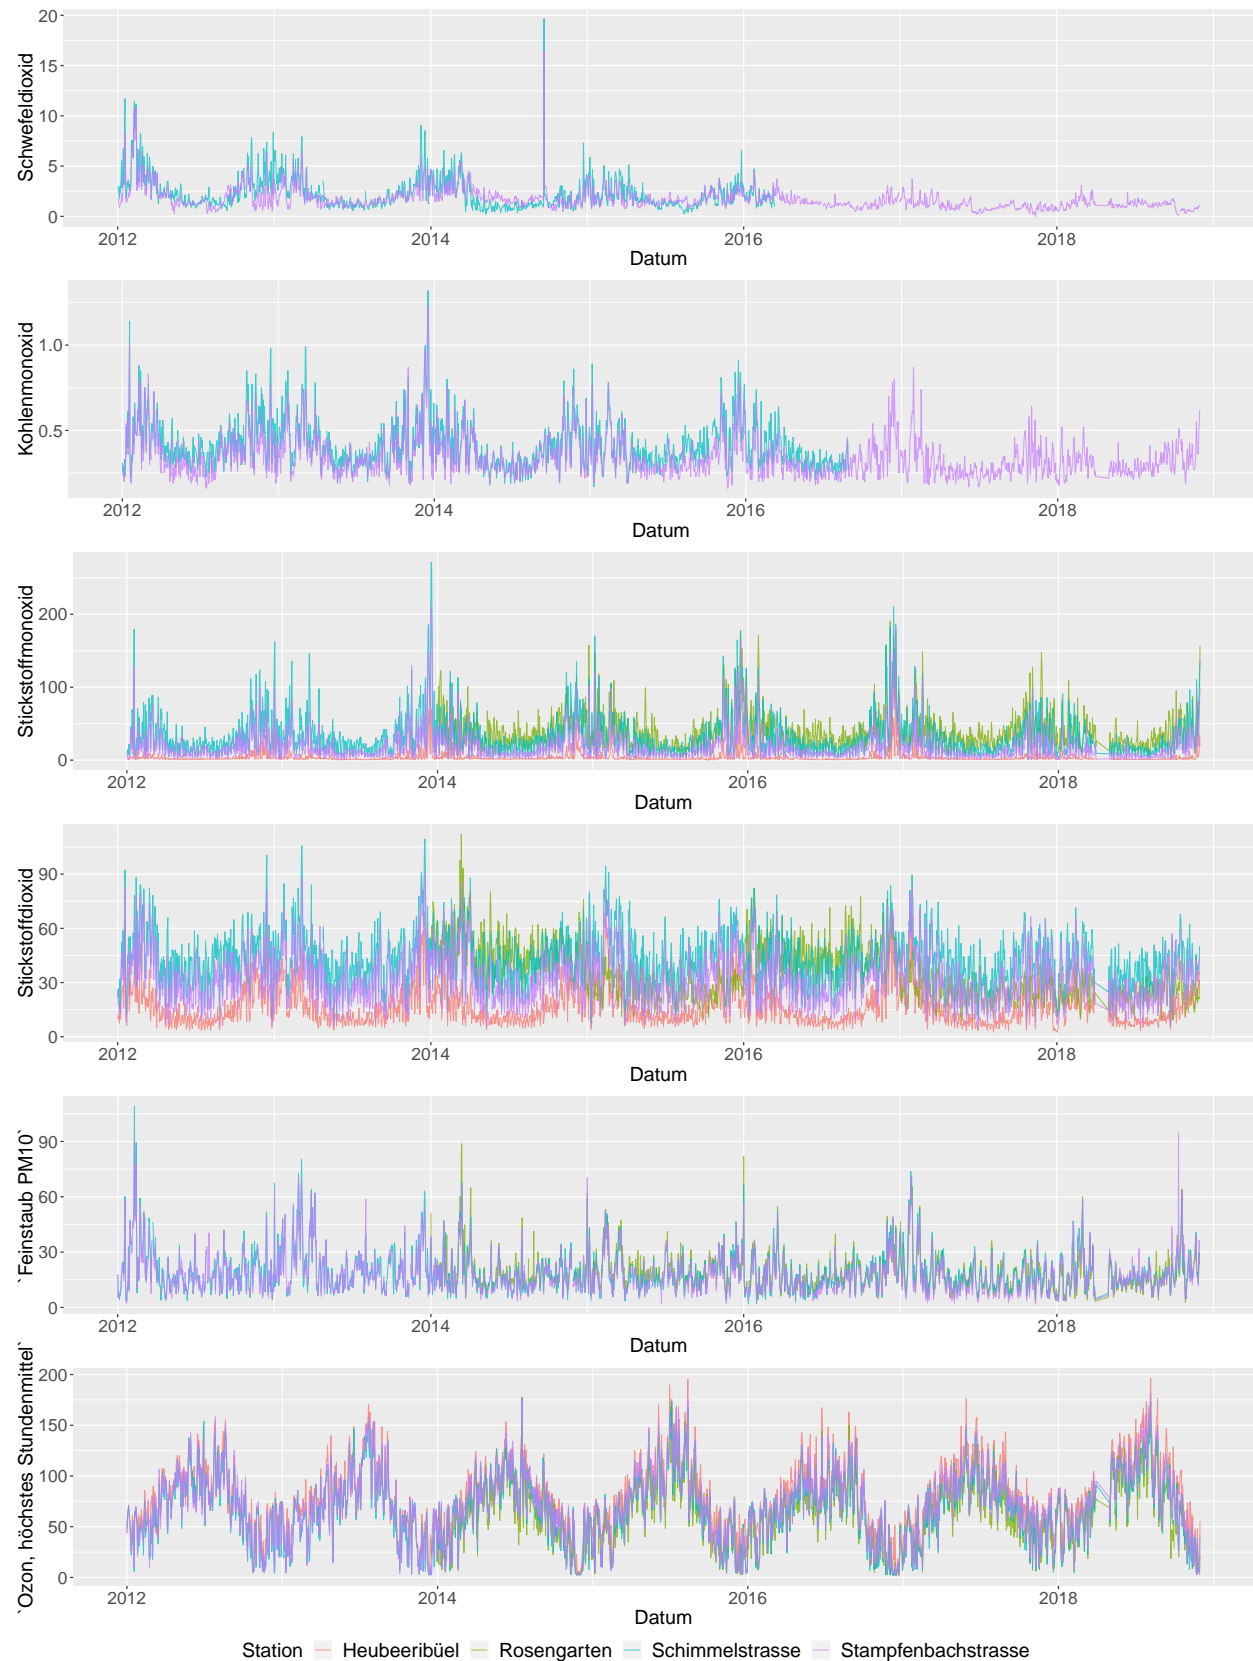 Schwefeldioxid
20
15
10
5
0
2012 2014 2016 2018
Datum
Kohlenmonoxid
1.0
0.5
2012 2014 2016 2018
Datum
Stickstoffmonoxid
200
100
0
2012 2014 2016 2018
Datum
Stickstoffdioxid
90
60
30
0
2012 2014 2016 2018
Datum
`Feinstaub PM10`
90
60
30
0
2012 2014 2016 2018
Datum
`Ozon, höchstes Stundenmittel`
200
150
100
50
0
2012 2014 2016 2018
Datum
Station Heubeeribüel Rosengarten Schimmelstrasse Stampfenbachstrasse